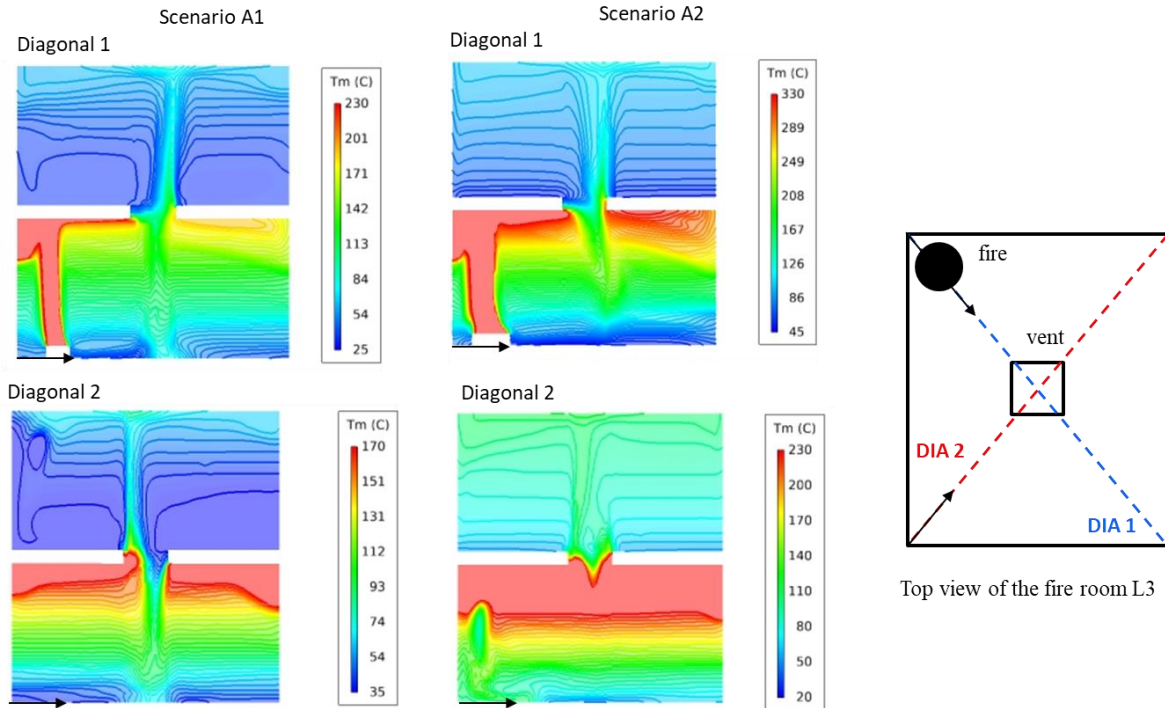 Scenario A1
Scenario A2
Diagonal 1
Diagonal 1
Tm (C)
230
201
171
142
113
84
54
25
Tm (C)
330
289
249
208
167
126
86
45
fire
vent
DIA 2
DIA 1
Top view of the fire room L3
Diagonal 2
Diagonal 2
Tm (C)
170
151
131
112
93
74
54
35
Tm (C)
230
200
170
140
110
80
50
20